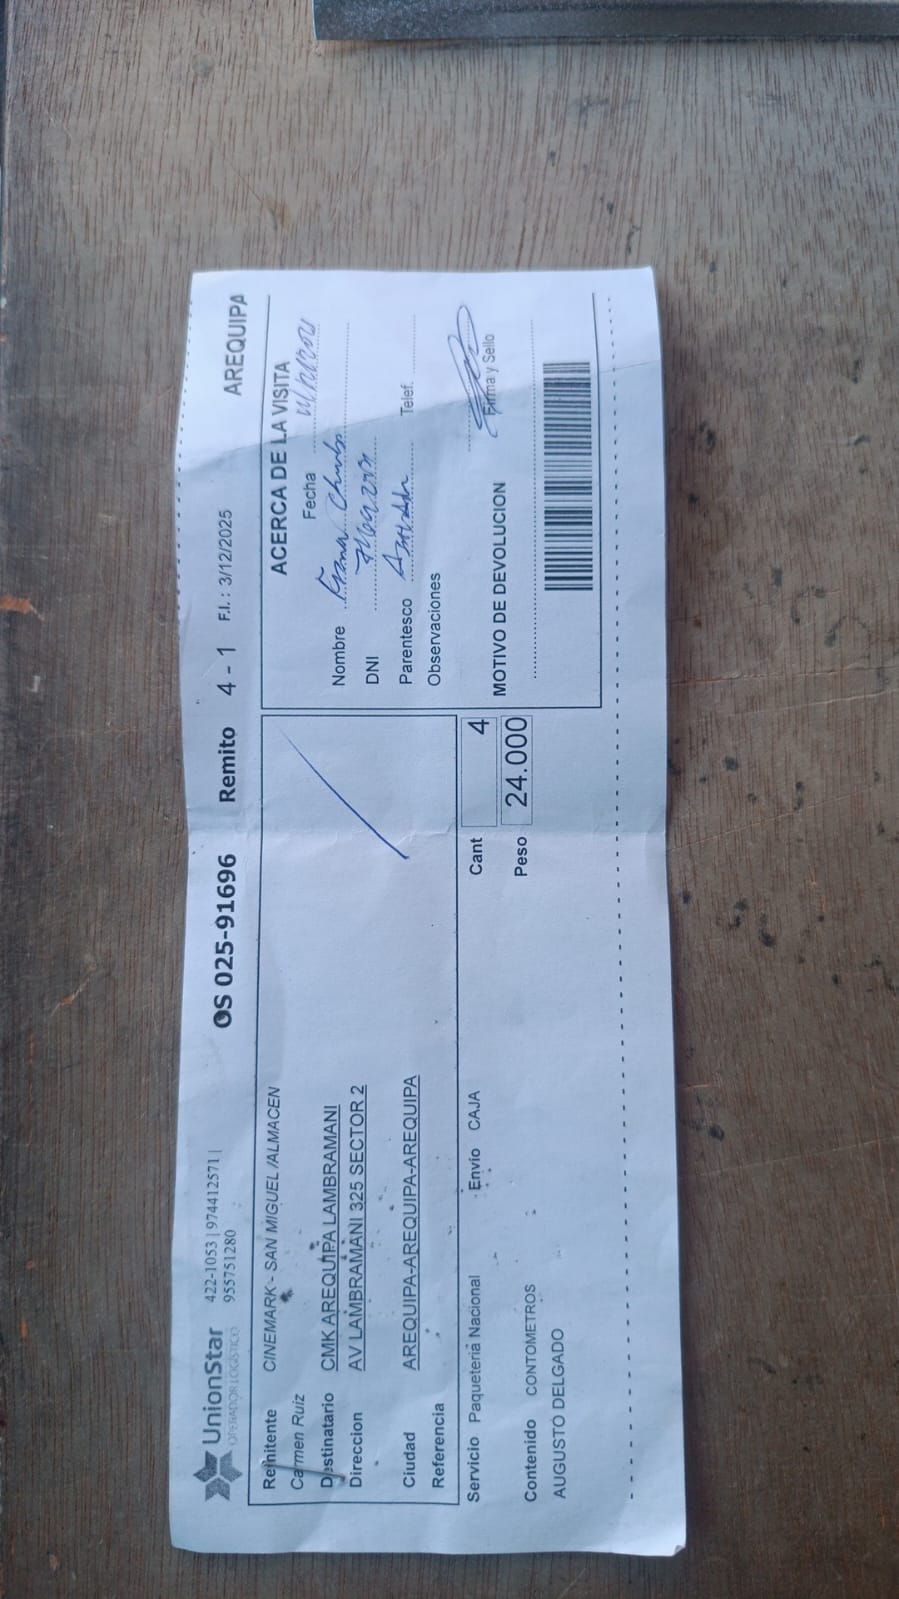 UnionStar
OPERADOR LOGISTICO
422-1053 | 974412571 |
955751280
OS 025-91696
Remito 4 - 1
F.I. : 3/12/2025
AREQUIPA
Remitente CINEMARK - SAN MIGUEL /ALMACEN
Carmen Ruiz
Destinatario CMK AREQUIPA LAMBRAMANI
Direccion AV LAMBRAMANI 325 SECTOR 2
Ciudad AREQUIPA-AREQUIPA-AREQUIPA
Referencia
Servicio Paqueteria Nacional
Envio CAJA
Cant 4
Peso 24.000
Contenido CONTOMETROS
AUGUSTO DELGADO
ACERCA DE LA VISITA
Fecha
Nombre
DNI
Parentesco
Telef.
Observaciones
Firma y Sello
MOTIVO DE DEVOLUCION